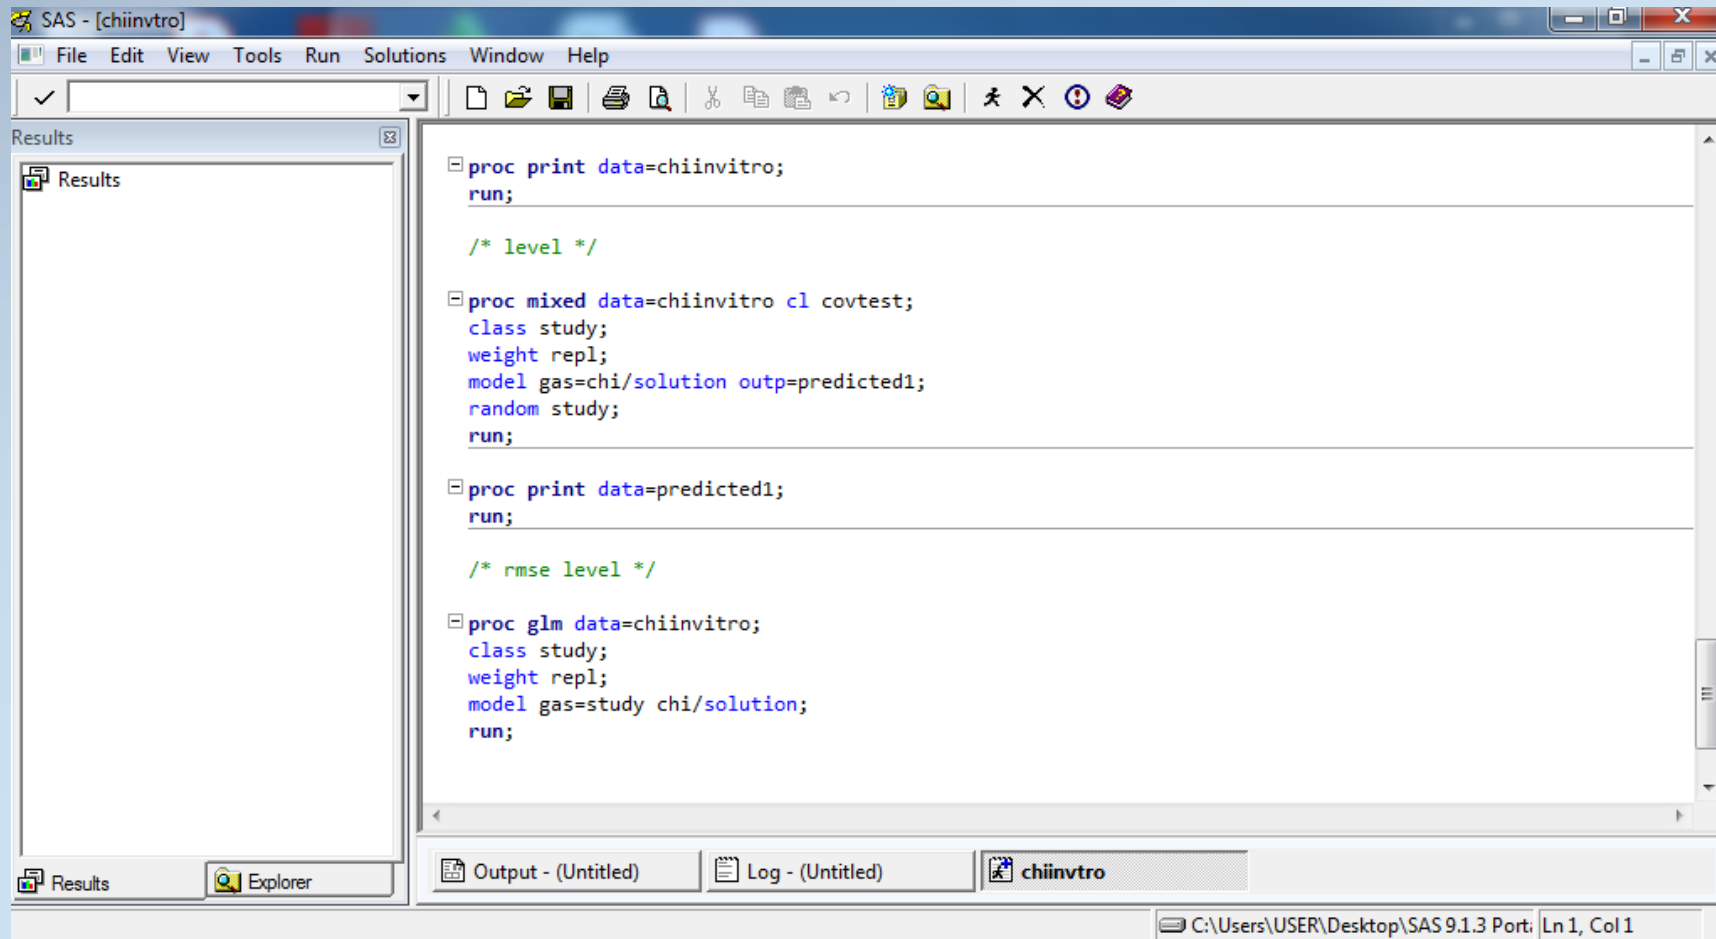 SAS - [chiinvtro]
File Edit View Tools Run Solutions Window Help
Results
Results
proc print data=chiinvitro;
run;
/* level */
proc mixed data=chiinvitro cl covtest;
class study;
weight repl;
model gas=chi/solution outp=predicted1;
random study;
run;
proc print data=predicted1;
run;
/* rmse level */
proc glm data=chiinvitro;
class study;
weight repl;
model gas=study chi/solution;
run;
Results Explorer
Output - (Untitled) Log - (Untitled) chiinvtro
C:\Users\USER\Desktop\SAS 9.1.3 Port Ln 1, Col 1